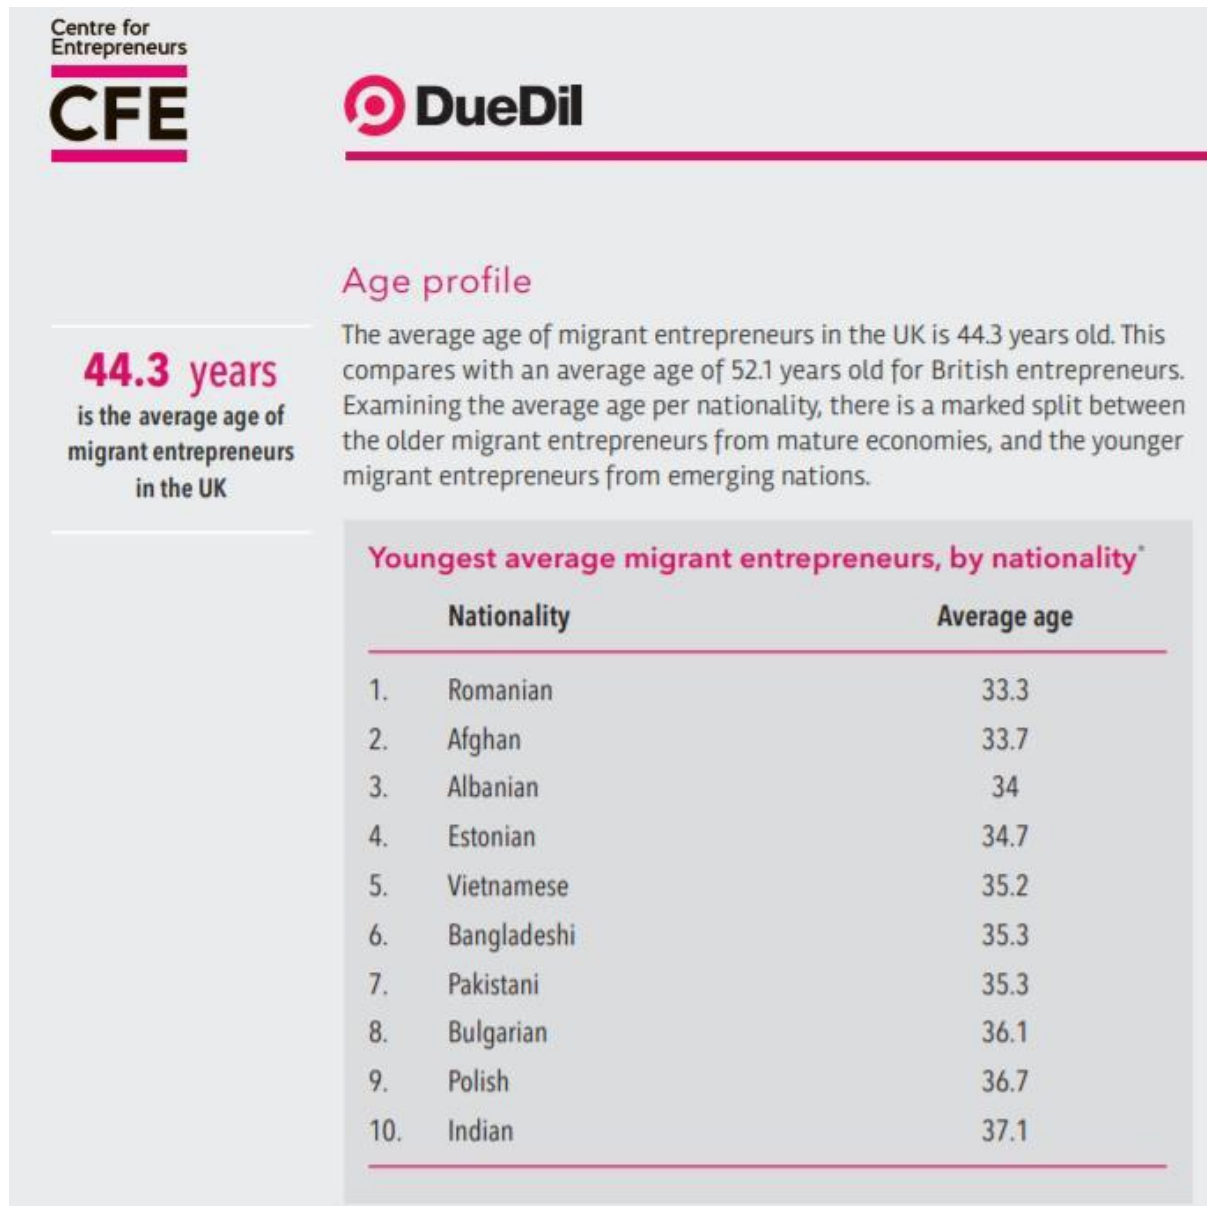 Centre for
Entrepreneurs
CFE
DueDil
Age profile
The average age of migrant entrepreneurs in the UK is 44.3 years old. This
compares with an average age of 52.1 years old for British entrepreneurs.
Examining the average age per nationality, there is a marked split between
the older migrant entrepreneurs from mature economies, and the younger
migrant entrepreneurs from emerging nations.
44.3 years
is the average age of
migrant entrepreneurs
in the UK
Youngest average migrant entrepreneurs, by nationality*
Nationality Average age
1. Romanian 33.3
2. Afghan 33.7
3. Albanian 34
4. Estonian 34.7
5. Vietnamese 35.2
6. Bangladeshi 35.3
7. Pakistani 35.3
8. Bulgarian 36.1
9. Polish 36.7
10. Indian 37.1